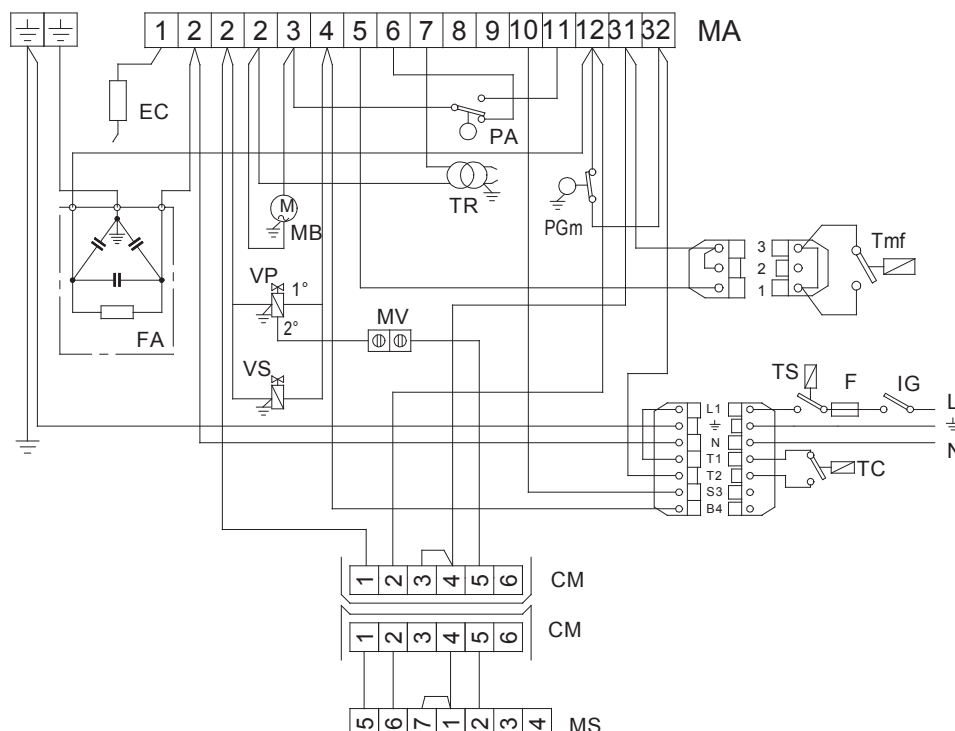 1 2 2 2 3 4 5 6 7 8 9 10 11 12 31 32 MA
EC
PA
TR
PGm
M
MB
Tmf
3
2
1
VP
1°
2°
MV
FA
VS
TS F IG
L1 L
N N
T1
T2 TC
S3
B4
1 2 3 4 5 6 CM
1 2 3 4 5 6 CM
5 6 7 1 2 3 4 MS